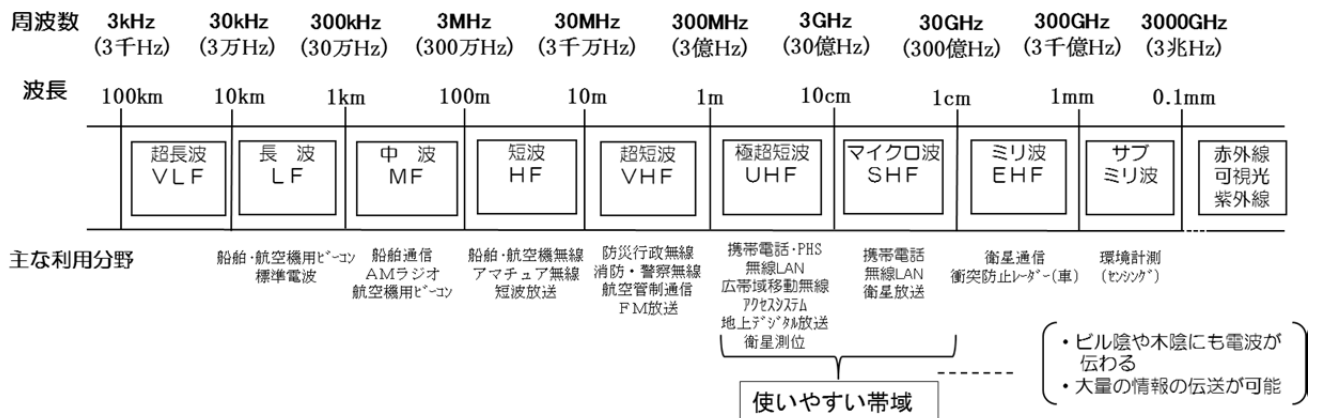 周波数 3kHz 30kHz 300kHz 3MHz 30MHz 300MHz 3GHz 30GHz 300GHz 3000GHz
(3千Hz) (3万Hz) (30万Hz) (300万Hz) (3千万Hz) (3億Hz) (30億Hz) (300億Hz) (3千億Hz) (3兆Hz)
波長 100km 10km 1km 100m 10m 1m 10cm 1cm 1mm 0.1mm
超長波
VLF
長 波
LF
中 波
MF
短波
HF
超短波
VHF
極超短波
UHF
マイクロ波
SHF
ミリ波
EHF
サブ
ミリ波
赤外線
可視光
紫外線
主な利用分野
船舶・航空機用ﾋﾞｰｺﾝ
標準電波
船舶通信
AMラジオ
航空機用ﾋﾞｰｺﾝ
船舶・航空機無線
アマチュア無線
短波放送
防災行政無線
消防・警察無線
航空管制通信
FM放送
携帯電話・PHS
無線LAN
広帯域移動無線
ｱｸｾｽｼｽﾃﾑ
地上ﾃﾞｼﾞﾀﾙ放送
衛星測位
携帯電話
無線LAN
衛星放送
衛星通信
衝突防止ﾚｰﾀﾞｰ(車)
環境計測
(ｾﾝｼﾝｸﾞ)
使いやすい帯域
・ビル陰や木陰にも電波が
伝わる
・大量の情報の伝送が可能